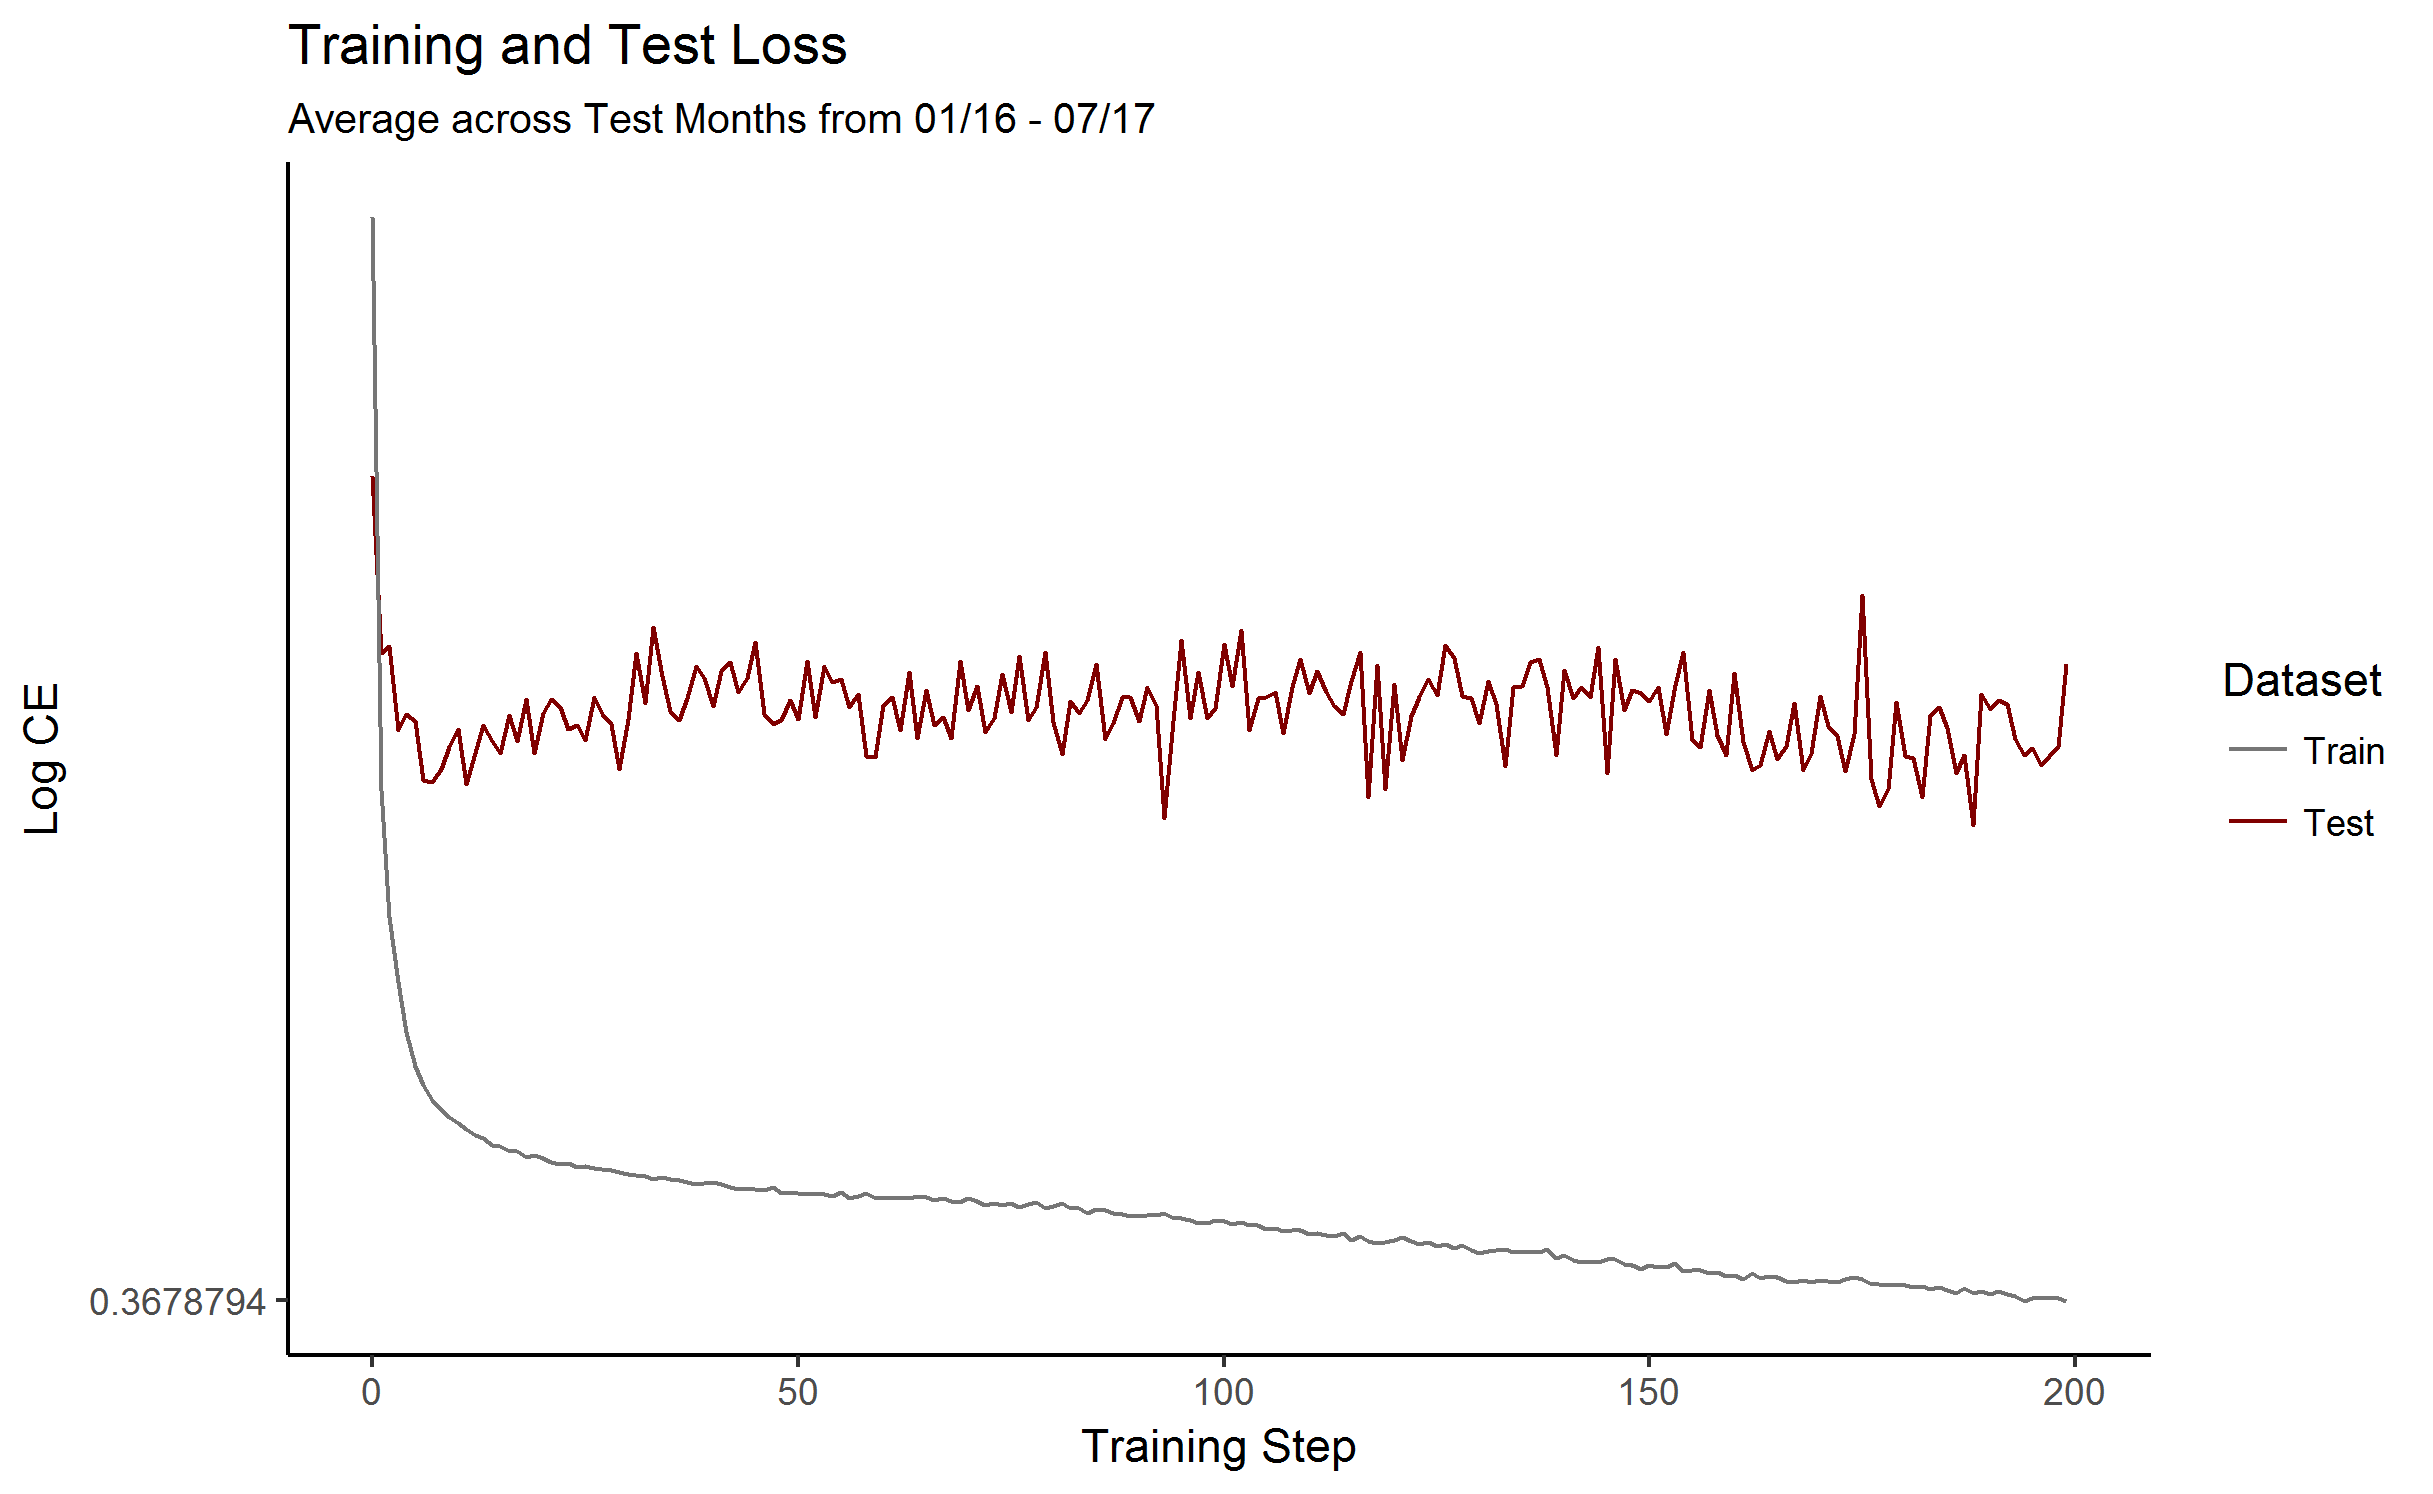 Training and Test Loss
Average across Test Months from 01/16 - 07/17
Log CE
0.3678794
0
50
100
150
200
Training Step
Dataset
Train
Test